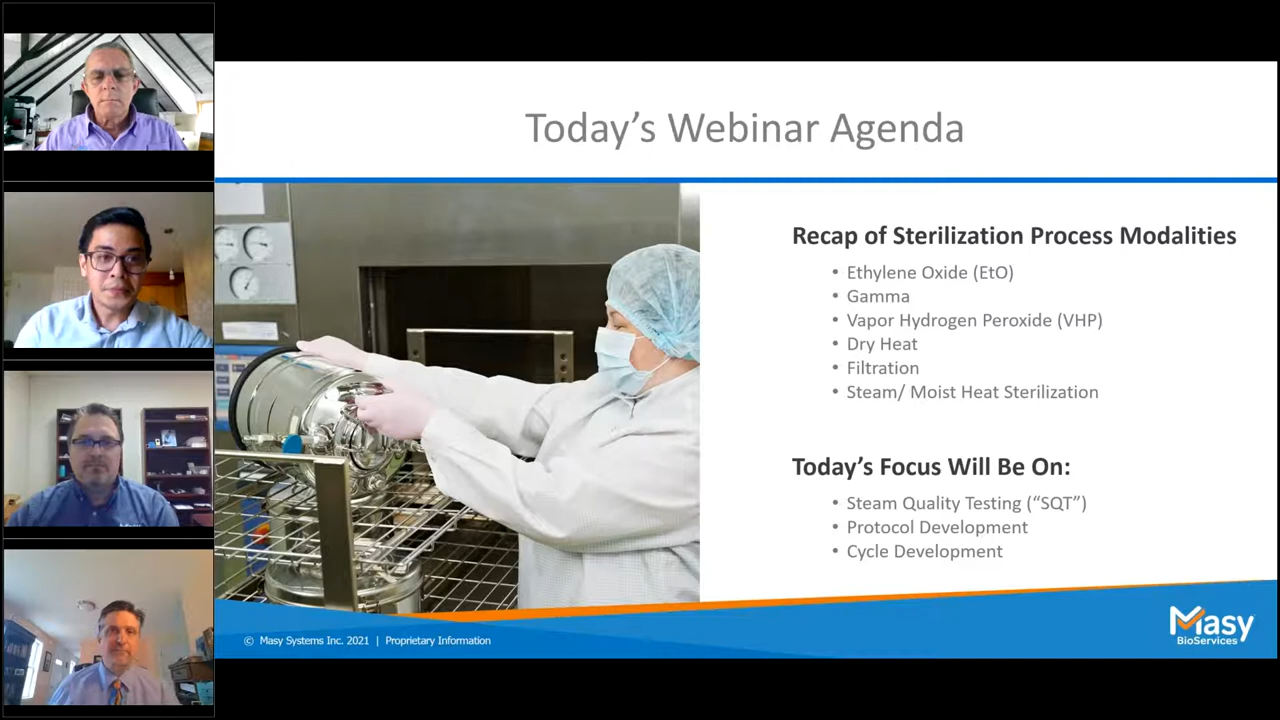 Today's Webinar Agenda
Recap of Sterilization Process Modalities
• Ethylene Oxide (EtO)
• Gamma
• Vapor Hydrogen Peroxide (VHP)
• Dry Heat
• Filtration
• Steam/ Moist Heat Sterilization
Today's Focus Will Be On:
• Steam Quality Testing ("SQT")
• Protocol Development
• Cycle Development
© Masy Systems Inc. 2021 | Proprietary Information
Masy
BioServices